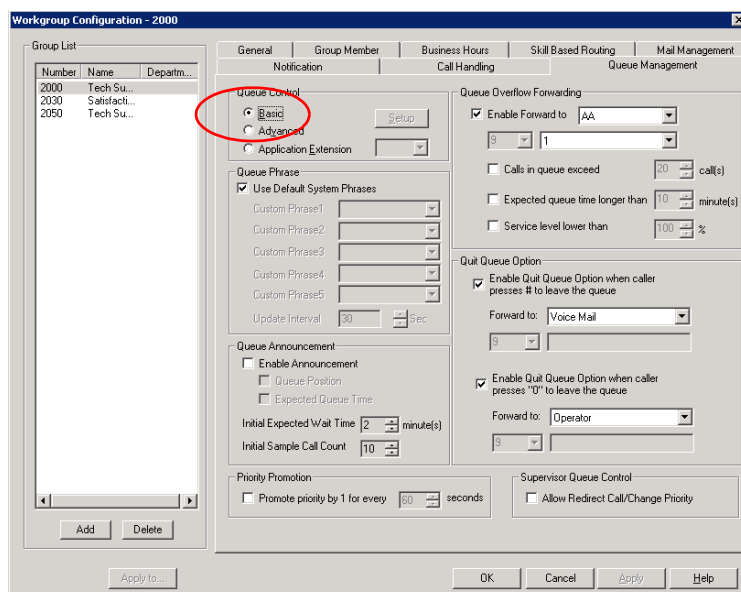 Workgroup Configuration - 2000
Group List
Number Name Departm...
2000 Tech Su...
2030 Satisfacti...
2050 Tech Su...
Add Delete
Apply to...
General Group Member Business Hours Skill Based Routing Mail Management
Notification Call Handling Queue Management
Queue Control
Basic
Setup
Advanced
Application Extension
Queue Phrase
Use Default System Phrases
Custom Phrase1
Custom Phrase2
Custom Phrase3
Custom Phrase4
Custom Phrase5
Update Interval 30 Sec
Queue Announcement
Enable Announcement
Queue Position
Expected Queue Time
Initial Expected Wait Time 2 minute(s)
Initial Sample Call Count 10
Priority Promotion
Promote priority by 1 for every 60 seconds
Queue Overflow Forwarding
Enable Forward to AA
9 1
Calls in queue exceed 20 call(s)
Expected queue time longer than 10 minute(s)
Service level lower than 100 %
Quit Queue Option
Enable Quit Queue Option when caller
presses # to leave the queue
Forward to: Voice Mail
9
Enable Quit Queue Option when caller
presses "0" to leave the queue
Forward to: Operator
9
Supervisor Queue Control
Allow Redirect Call/Change Priority
OK Cancel Apply Help